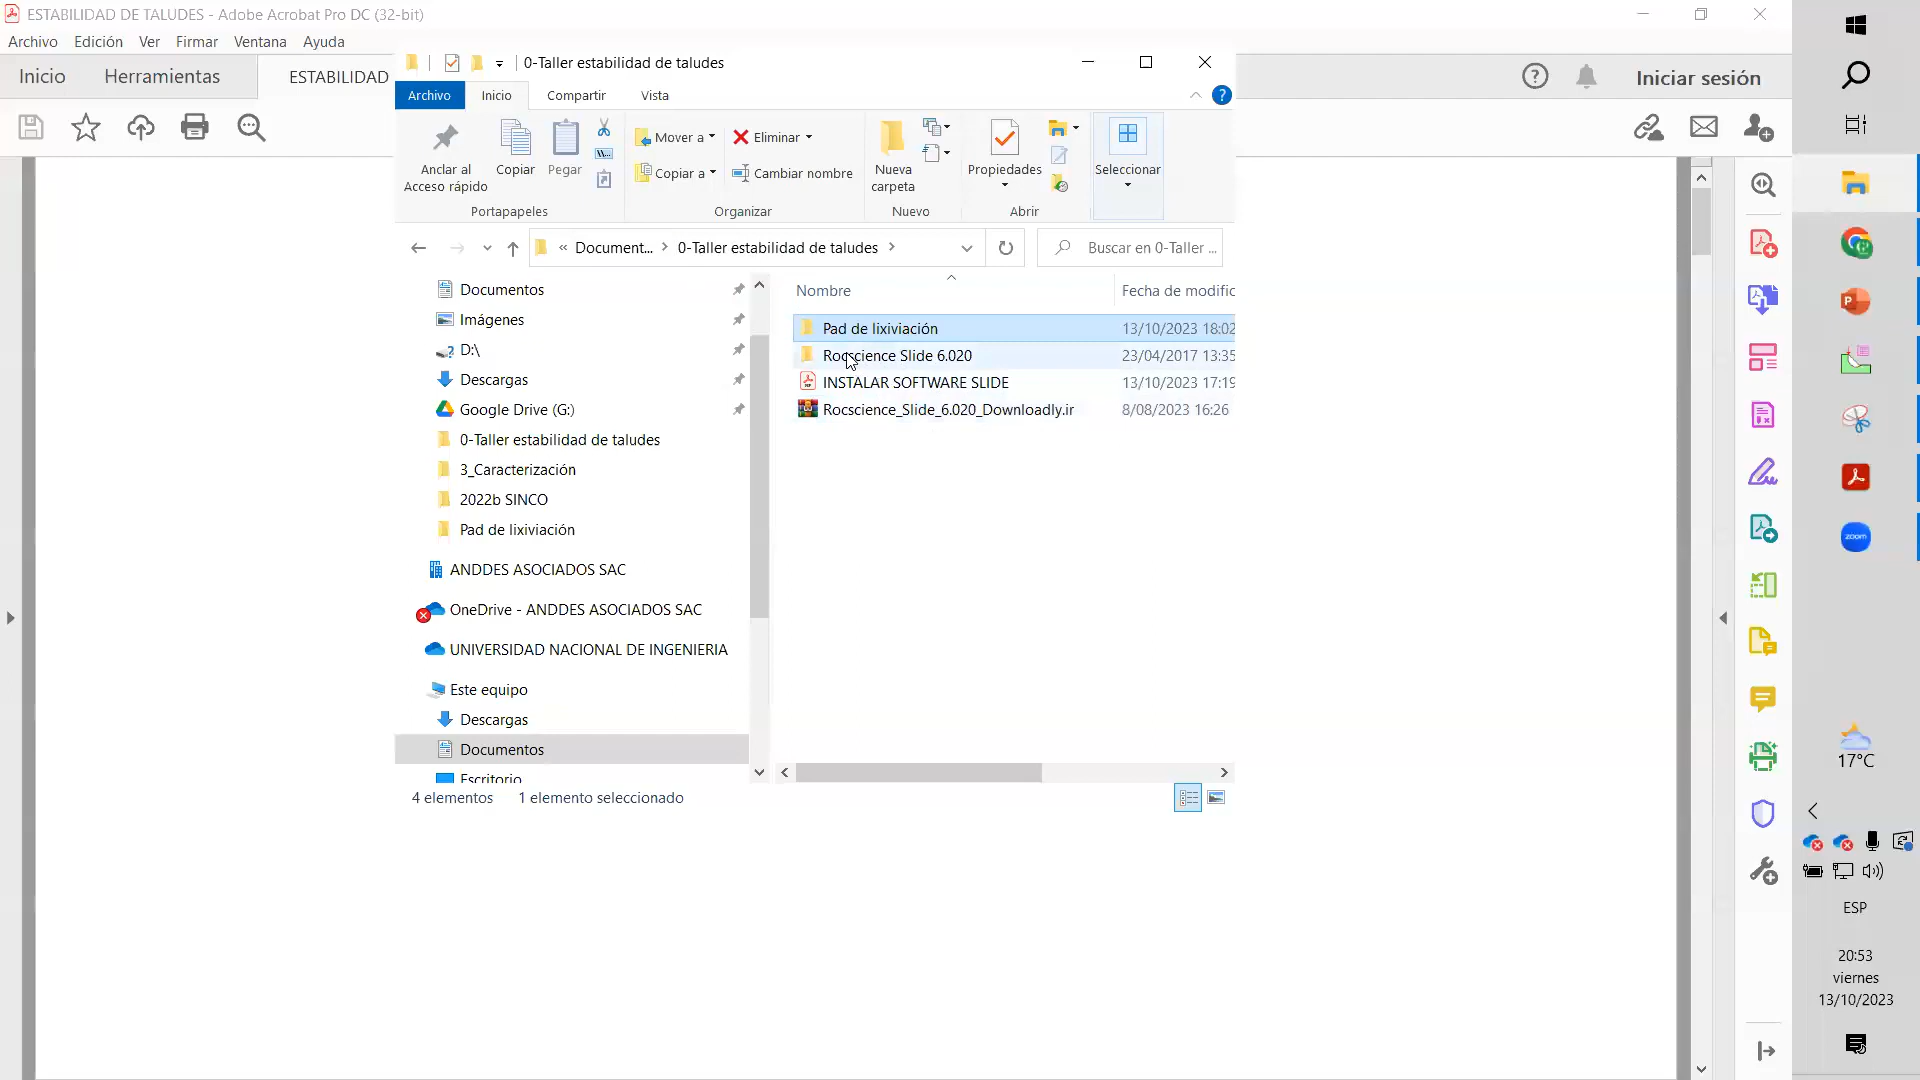 ESTABILIDAD DE TALUDES - Adobe Acrobat Pro DC (32-bit)
Archivo Edición Ver Firmar Ventana Ayuda
Inicio Herramientas ESTABILIDAD
Iniciar sesión
0-Taller estabilidad de taludes
Archivo Inicio Compartir Vista
Anclar al
Acceso rápido
Copiar
Pegar
Mover a
Copiar a
Eliminar
Cambiar nombre
Nueva
carpeta
Propiedades
Seleccionar
Portapapeles Organizar Nuevo Abrir
« Document... > 0-Taller estabilidad de taludes >
Buscar en 0-Taller ...
Documentos
Imágenes
D:\
Descargas
Google Drive (G:)
0-Taller estabilidad de taludes
3_Caracterización
2022b SINCO
Pad de lixiviación
ANDDES ASOCIADOS SAC
OneDrive - ANDDES ASOCIADOS SAC
UNIVERSIDAD NACIONAL DE INGENIERIA
Este equipo
Descargas
Documentos
Escritorio
Nombre Fecha de modific
Pad de lixiviación 13/10/2023 18:02
Rocscience Slide 6.020 23/04/2017 13:35
INSTALAR SOFTWARE SLIDE 13/10/2023 17:19
Rocscience_Slide_6.020_Downloadly.ir 8/08/2023 16:26
4 elementos 1 elemento seleccionado
zoom
17°C
ESP
20:53
viernes
13/10/2023